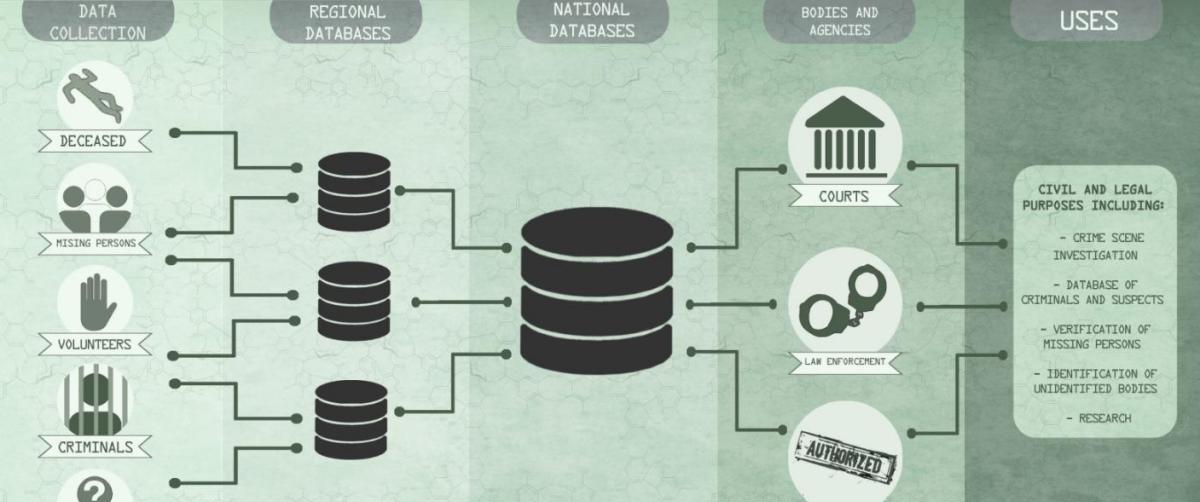 DATA
COLLECTION
REGIONAL
DATABASES
NATIONAL
DATABASES
BODIES AND
AGENCIES
USES
DECEASED
MISING PERSONS
VOLUNTEERS
CRIMINALS
?
COURTS
LAW ENFORCEMENT
AUTHORIZED
CIVIL AND LEGAL
PURPOSES INCLUDING:
- CRIME SCENE
INVESTIGATION
- DATABASE OF
CRIMINALS AND SUSPECTS
- VERIFICATION OF
MISSING PERSONS
- IDENTIFICATION OF
UNIDENTIFIED BODIES
- RESEARCH